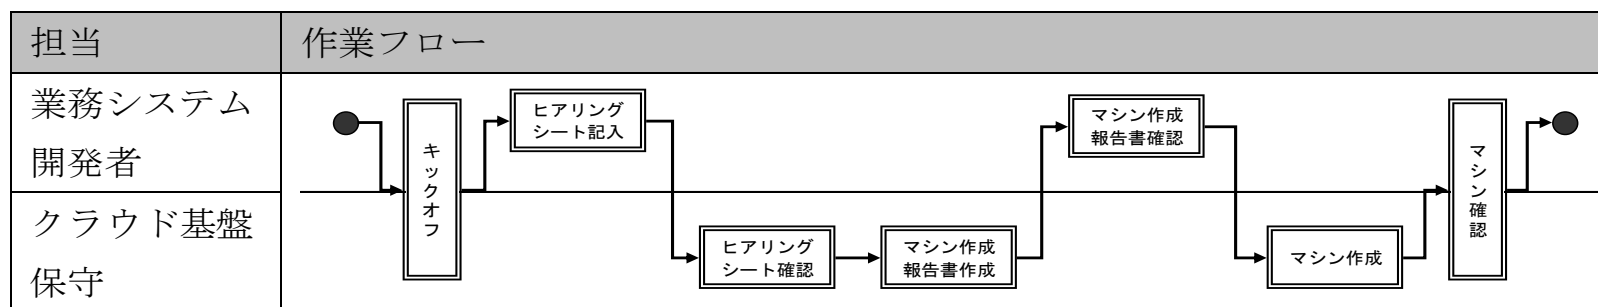 担当
作業フロー
業務システム
開発者
キックオフ
ヒアリング
シート記入
マシン作成
報告書確認
マシン確認
クラウド基盤
保守
ヒアリング
シート確認
マシン作成
報告書作成
マシン作成